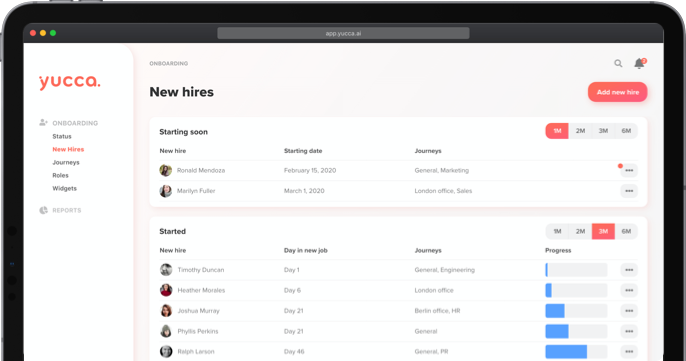 app.yucca.ai
yucca.
ONBOARDING
New hires
Add new hire
ONBOARDING
Status
New Hires
Journeys
Roles
Widgets
REPORTS
Starting soon
1M 2M 3M 6M
New hire Starting date Journeys
Ronald Mendoza February 15, 2020 General, Marketing
Marilyn Fuller March 1, 2020 London office, Sales
Started
1M 2M 3M 6M
New hire Day in new job Journeys Progress
Timothy Duncan Day 1 General, Engineering
Heather Morales Day 6 London office
Joshua Murray Day 21 Berlin office, HR
Phyllis Perkins Day 21 General
Ralph Larson Day 46 General, PR